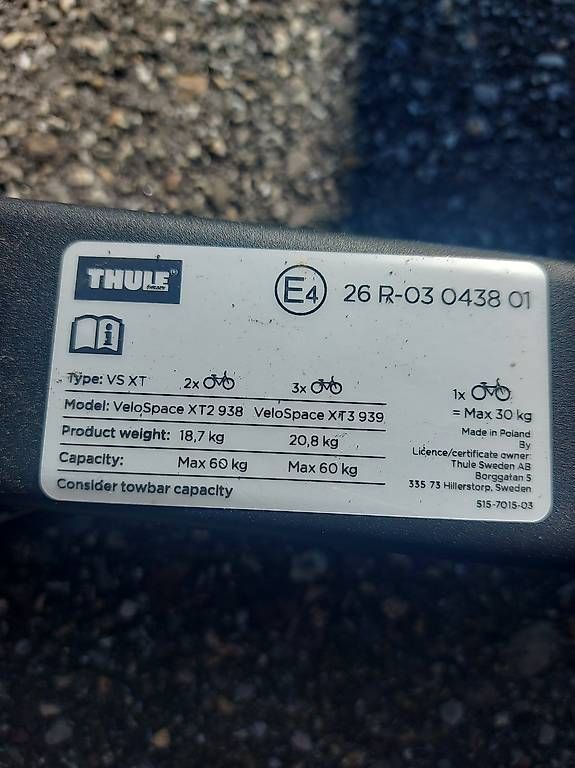 THULE
SWEDEN
E4 26 R-03 0438 01
Type: VS XT 2x 3x 1x
Model: VeloSpace XT2 938 VeloSpace XT3 939 = Max 30 kg
Product weight: 18,7 kg 20,8 kg
Capacity: Max 60 kg Max 60 kg
Consider towbar capacity
Made in Poland
By
Licence/certificate owner:
Thule Sweden AB
Borggatan 5
335 73 Hillerstorp, Sweden
515-7015-03